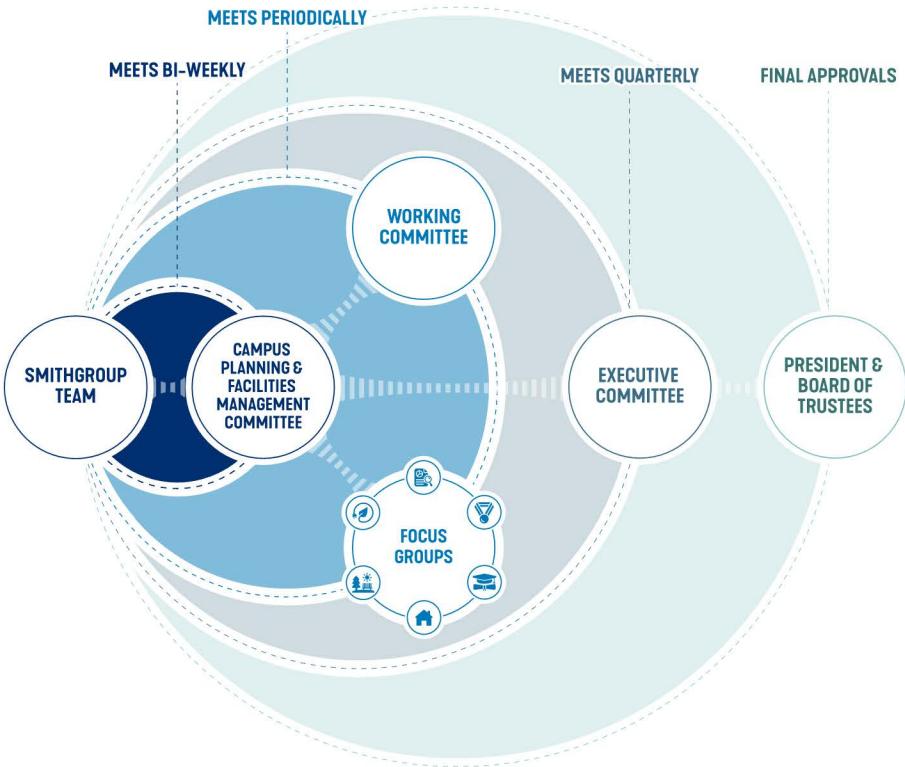 MEETS PERIODICALLY
MEETS BI-WEEKLY
MEETS QUARTERLY
FINAL APPROVALS
WORKING
COMMITTEE
SMITHGROUP
TEAM
CAMPUS
PLANNING &
FACILITIES
MANAGEMENT
COMMITTEE
EXECUTIVE
COMMITTEE
PRESIDENT &
BOARD OF
TRUSTEES
FOCUS
GROUPS